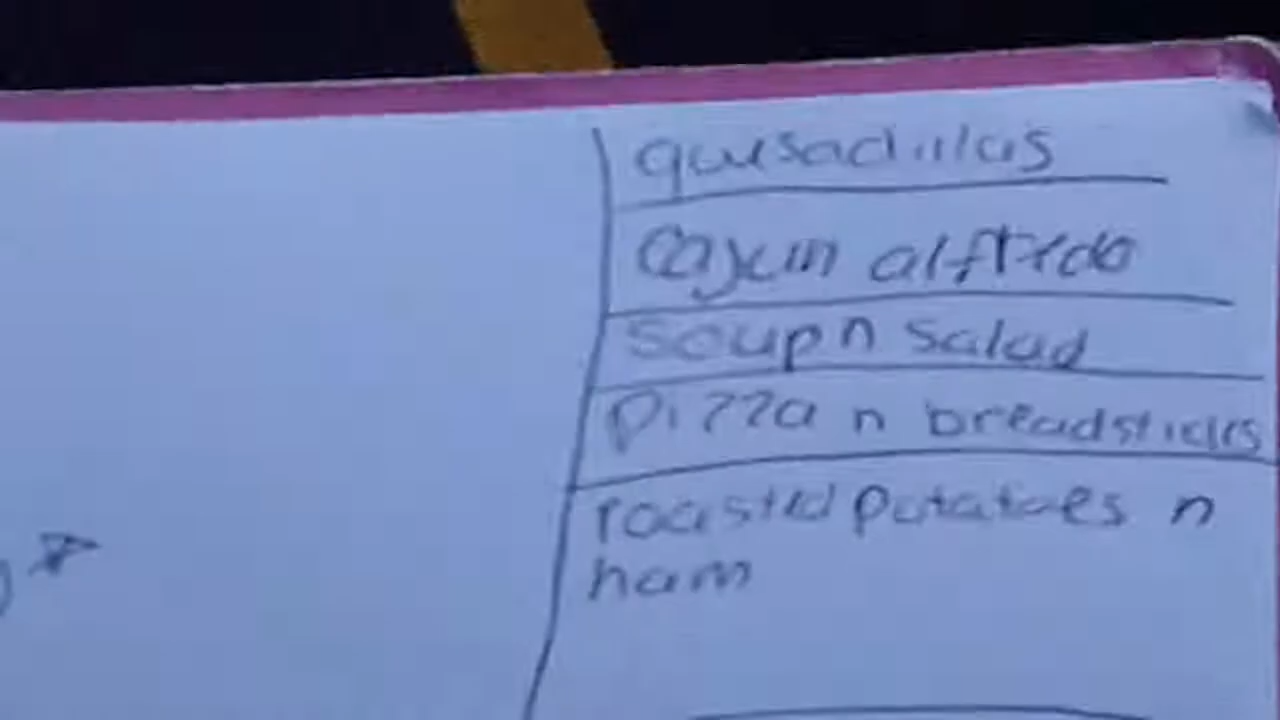 quesadillas
Cajun alfredo
Soup n Salad
Pizza n breadsticks
roasted potatoes n
ham